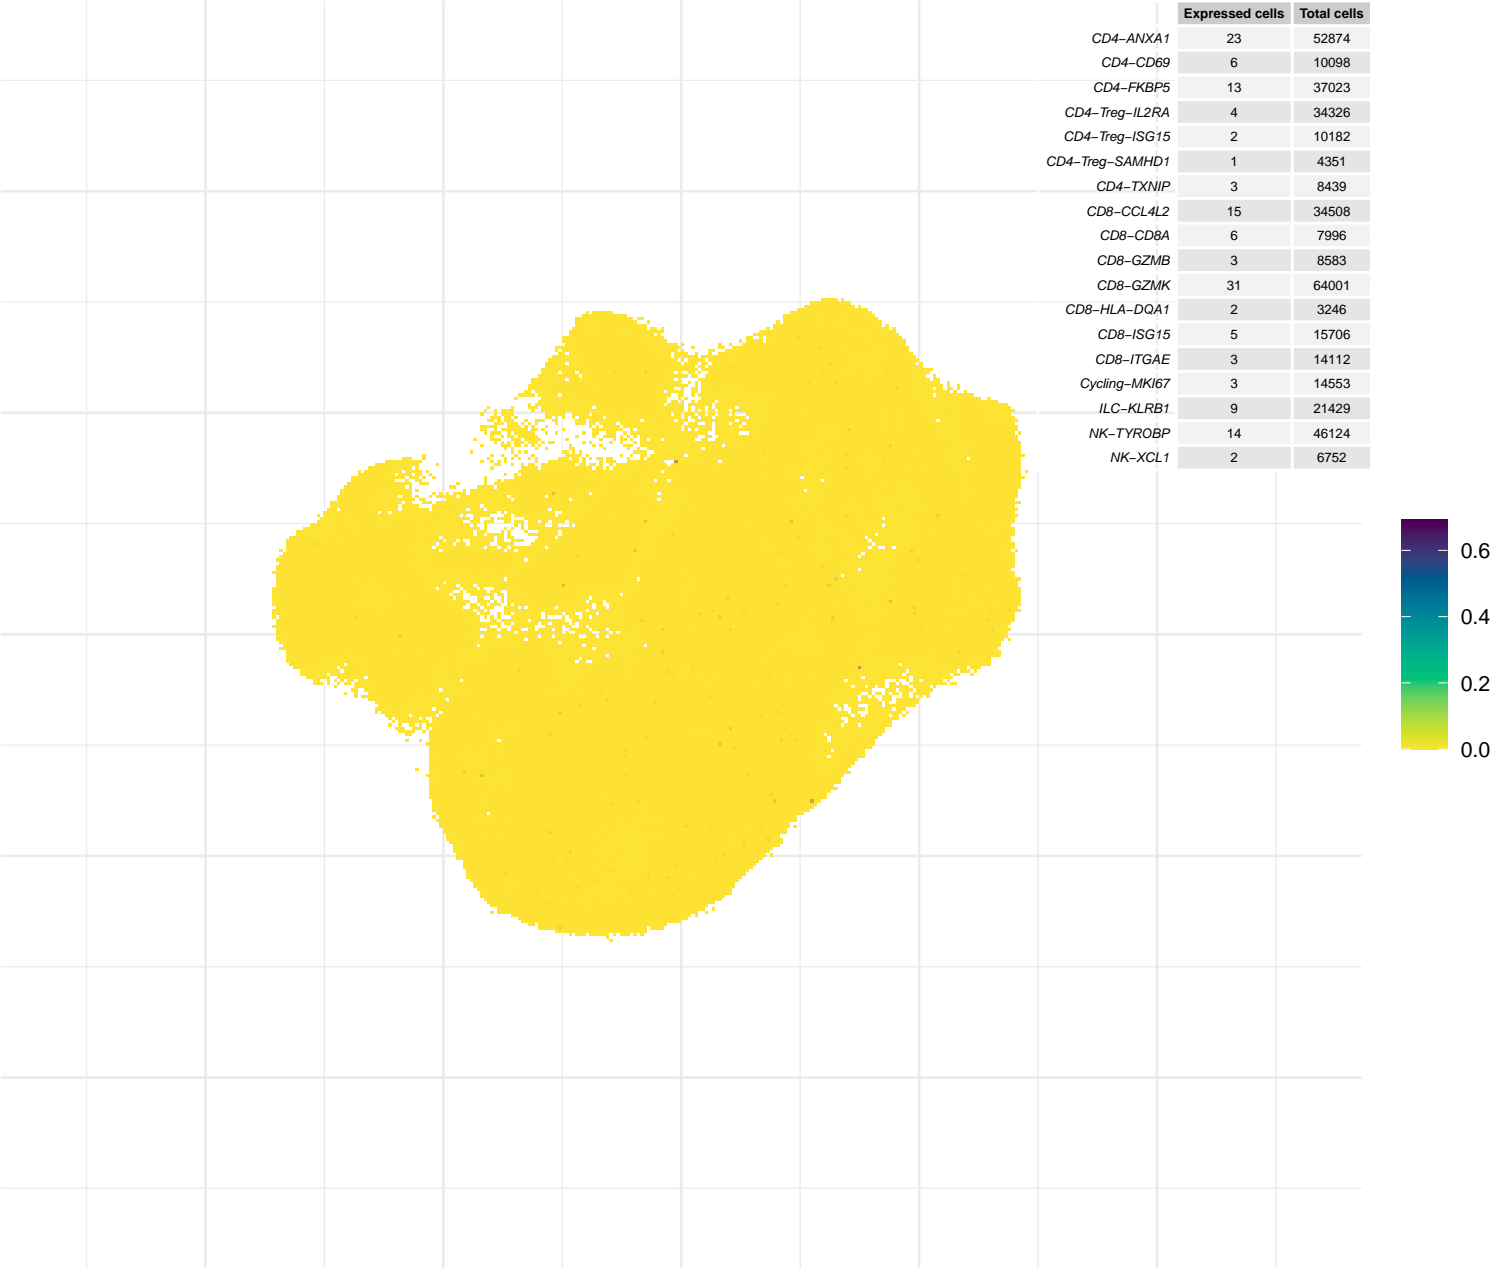 Expressed cells Total cells
CD4−ANXA1 23 52874
CD4−CD69 6 10098
CD4−FKBP5 13 37023
CD4−Treg−IL2RA 4 34326
CD4−Treg−ISG15 2 10182
CD4−Treg−SAMHD1 1 4351
CD4−TXNIP 3 8439
CD8−CCL4L2 15 34508
CD8−CD8A 6 7996
CD8−GZMB 3 8583
CD8−GZMK 31 64001
CD8−HLA−DQA1 2 3246
CD8−ISG15 5 15706
CD8−ITGAE 3 14112
Cycling−MKI67 3 14553
ILC−KLRB1 9 21429
NK−TYROBP 14 46124
NK−XCL1 2 6752
0.6
0.4
0.2
0.0